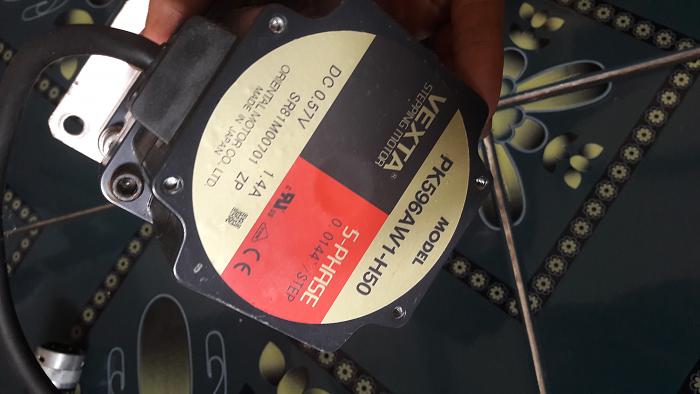 VEXTA®
STEPPING MOTOR
MODEL
PK596AW1-H50
5-PHASE
0.0144°/STEP
DC 0.57V 1.4A
SR81M00701 ZP
ORIENTAL MOTOR CO., LTD.
MADE IN JAPAN
CE